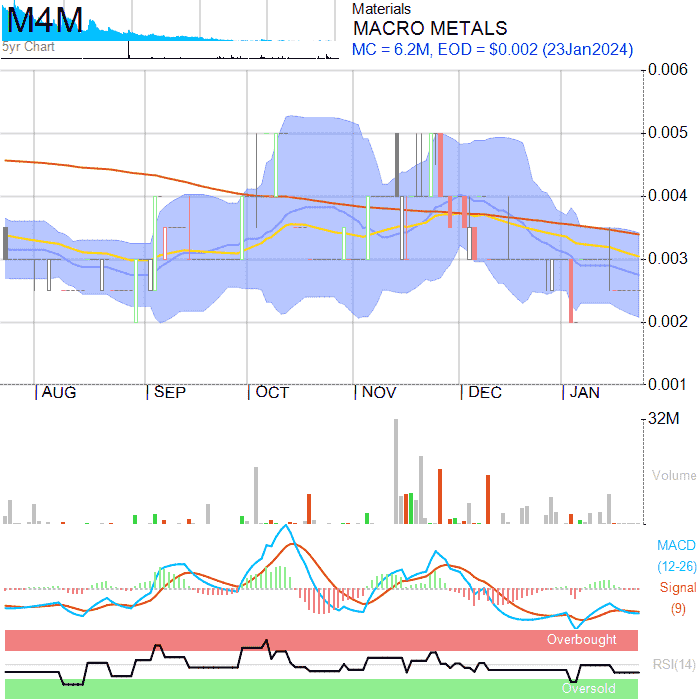 M4M
5yr Chart
Materials
MACRO METALS
MC = 6.2M, EOD = $0.002 (23Jan2024)
0.006
0.005
0.004
0.003
0.002
0.001
AUG SEP OCT NOV DEC JAN
32M
Volume
MACD
(12-26)
Signal
(9)
Overbought
RSI(14)
Oversold